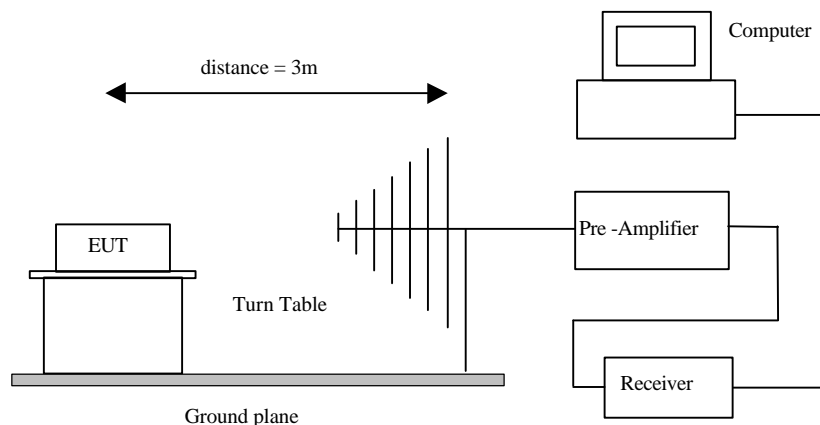 Computer
distance = 3m
Pre -Amplifier
EUT
Turn Table
Receiver
Ground plane